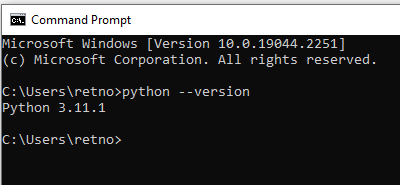 Command Prompt
Microsoft Windows [Version 10.0.19044.2251]
(c) Microsoft Corporation. All rights reserved.
C:\Users\retno>python --version
Python 3.11.1
C:\Users\retno>